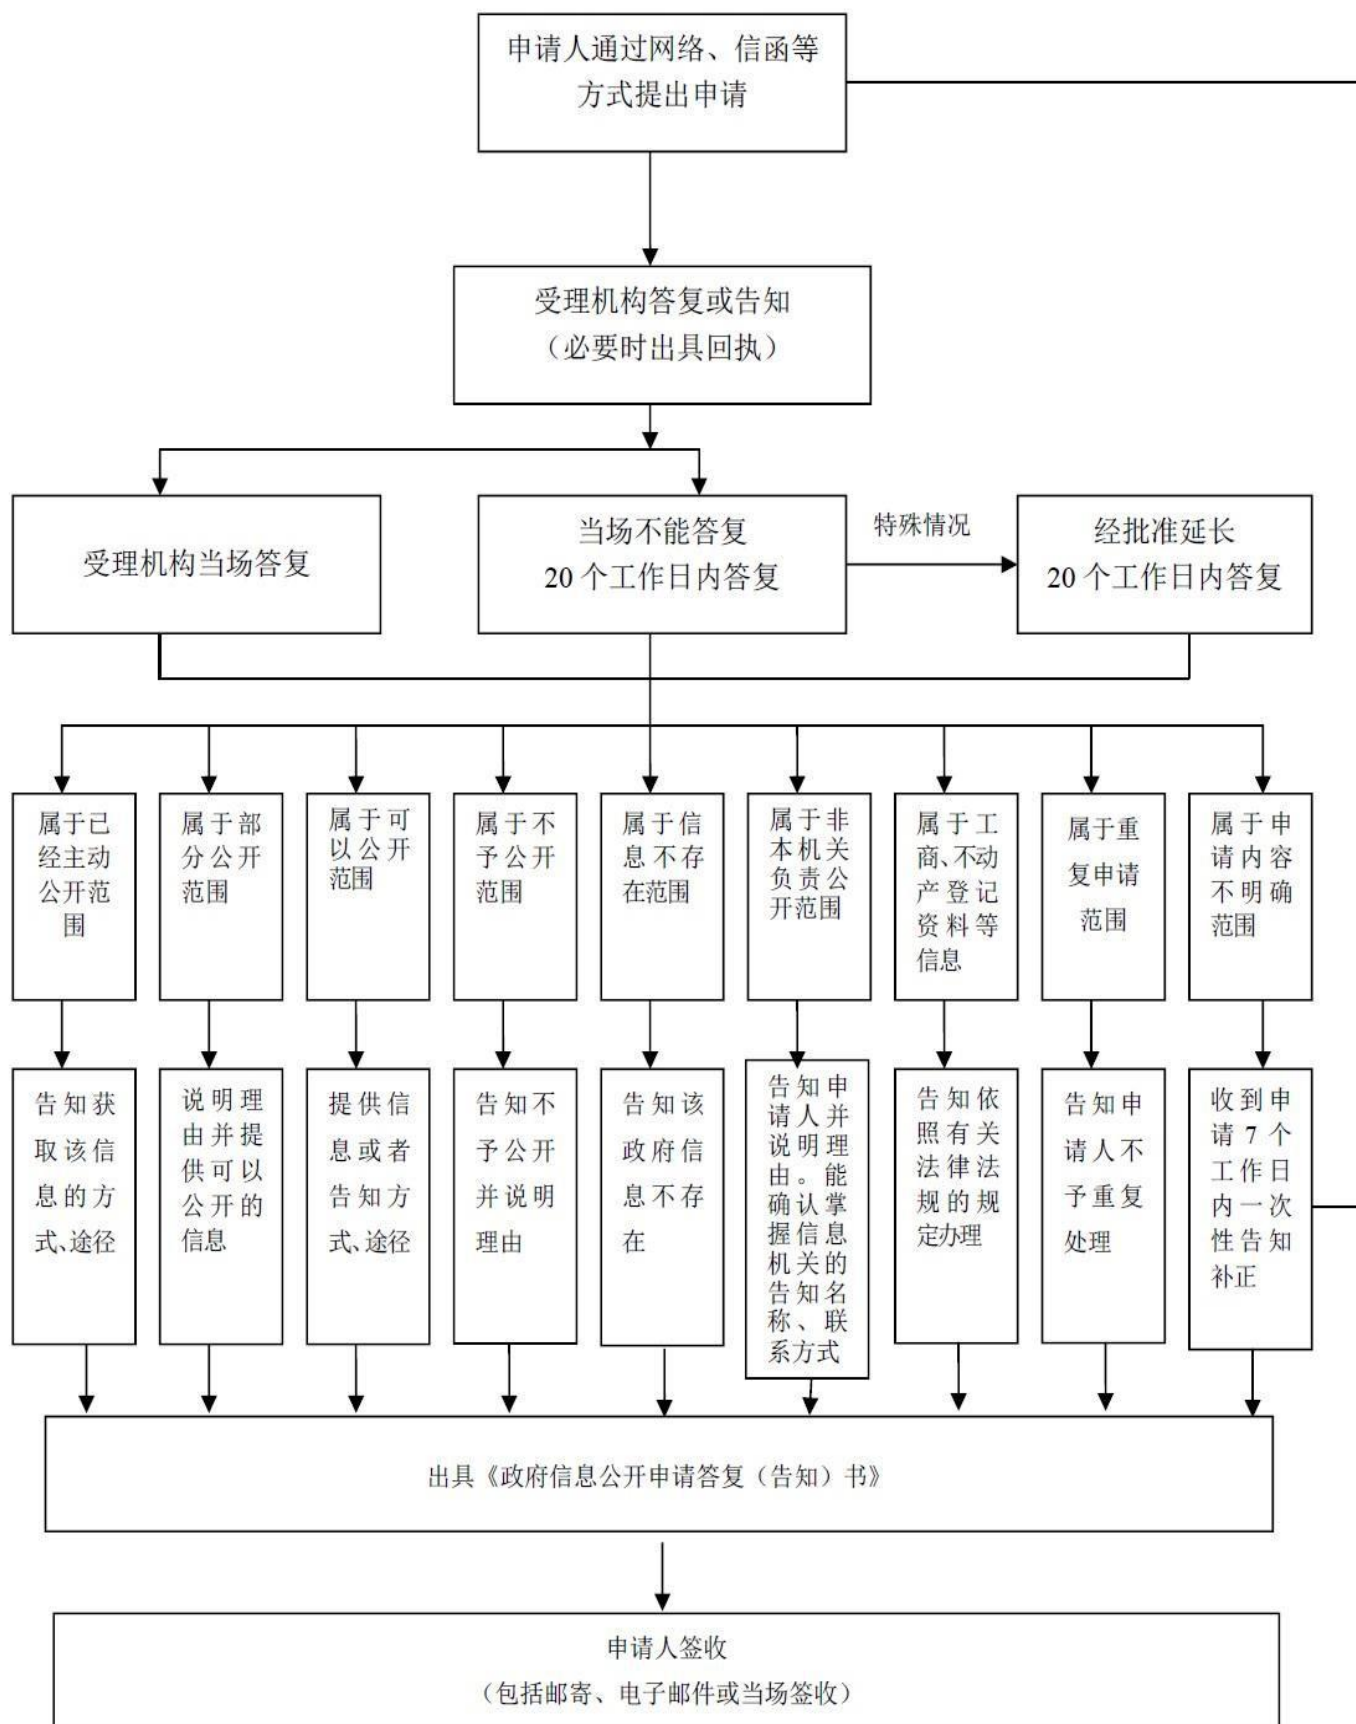 申请人通过网络、信函等
方式提出申请
受理机构答复或告知
（必要时出具回执）
受理机构当场答复
当场不能答复
20 个工作日内答复
特殊情况
经批准延长
20 个工作日内答复
属于已
经主动
公开范
围
属于部
分公开
范围
属于可
以公开
范围
属于不
予公开
范围
属于信
息不存
在范围
属于非
本机关
负责公
开范围
属于工
商、不动
产登记
资料等
信息
属于重
复申请
范围
属于申
请内容
不明确
范围
告知获
取该信
息的方
式、途径
说明理
由并提
供可以
公开的
信息
提供信
息或者
告知方
式、途径
告知不
予公开
并说明
理由
告知该
政府信
息不存
在
告知申
请人并
说明理
由。能
确认掌
握信息
机关的
告知名
称、联
系方式
告知依
照有关
法律法
规的规
定办理
告知申
请人不
予重复
处理
收到申
请 7 个
工作日
内一次
性告知
补正
出具《政府信息公开申请答复（告知）书》
申请人签收
（包括邮寄、电子邮件或当场签收）